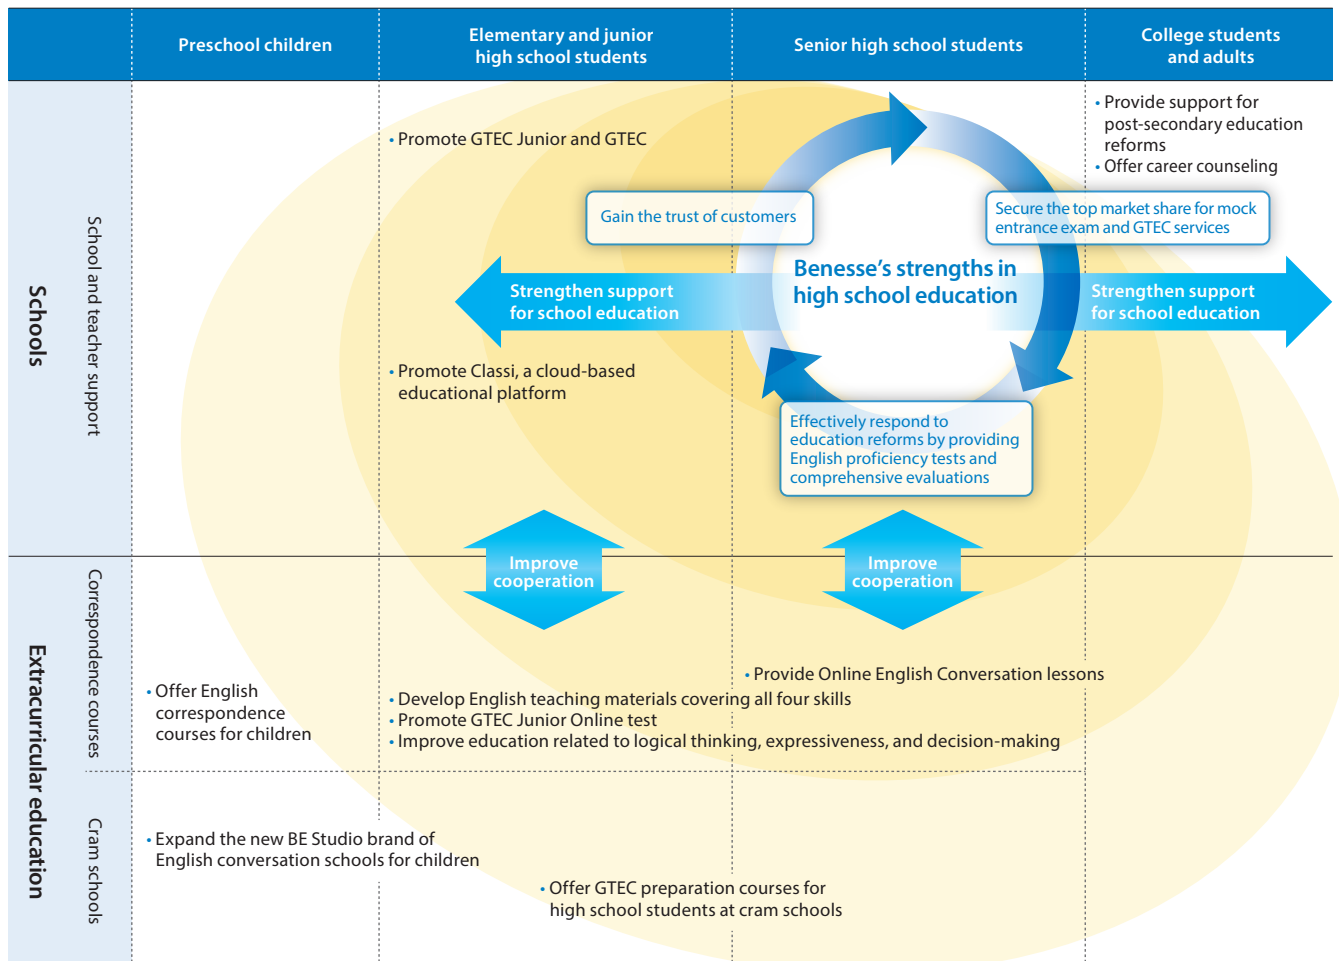 Preschool children
Elementary and junior
high school students
Senior high school students
College students
and adults
Schools
School and teacher support
• Promote GTEC Junior and GTEC
• Provide support for
post-secondary education
reforms
• Offer career counseling
Gain the trust of customers
Secure the top market share for mock
entrance exam and GTEC services
Benesse's strengths in
high school education
Strengthen support
for school education
Strengthen support
for school education
• Promote Classi, a cloud-based
educational platform
Effectively respond to
education reforms by providing
English proficiency tests and
comprehensive evaluations
Improve
cooperation
Improve
cooperation
Extracurricular education
Correspondence courses
• Offer English
correspondence
courses for children
• Provide Online English Conversation lessons
• Develop English teaching materials covering all four skills
• Promote GTEC Junior Online test
• Improve education related to logical thinking, expressiveness, and decision-making
Cram schools
• Expand the new BE Studio brand of
English conversation schools for children
• Offer GTEC preparation courses for
high school students at cram schools